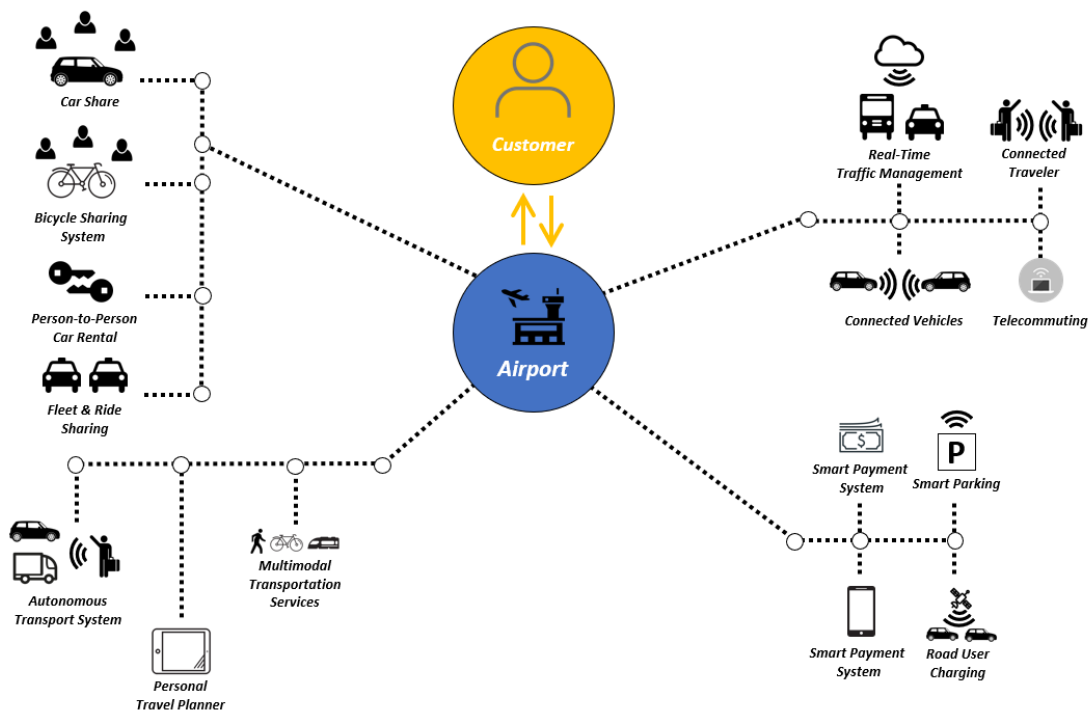 Car Share
Bicycle Sharing
System
Person-to-Person
Car Rental
Fleet & Ride
Sharing
Customer
Airport
Real-Time
Traffic Management
Connected
Traveler
Connected Vehicles
Telecommuting
Autonomous
Transport System
Personal
Travel Planner
Multimodal
Transportation
Services
$
Smart Payment
System
P
Smart Parking
Smart Payment
System
Road User
Charging